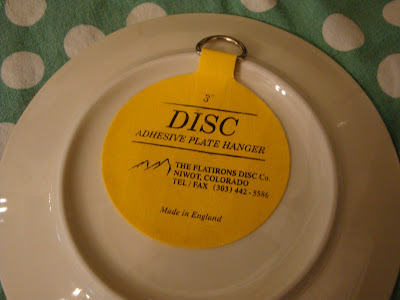 3"
DISC
ADHESIVE PLATE HANGER
THE FLATIRONS DISC Co.
NIWOT, COLORADO
TEL / FAX (303) 442-5586
Made in England